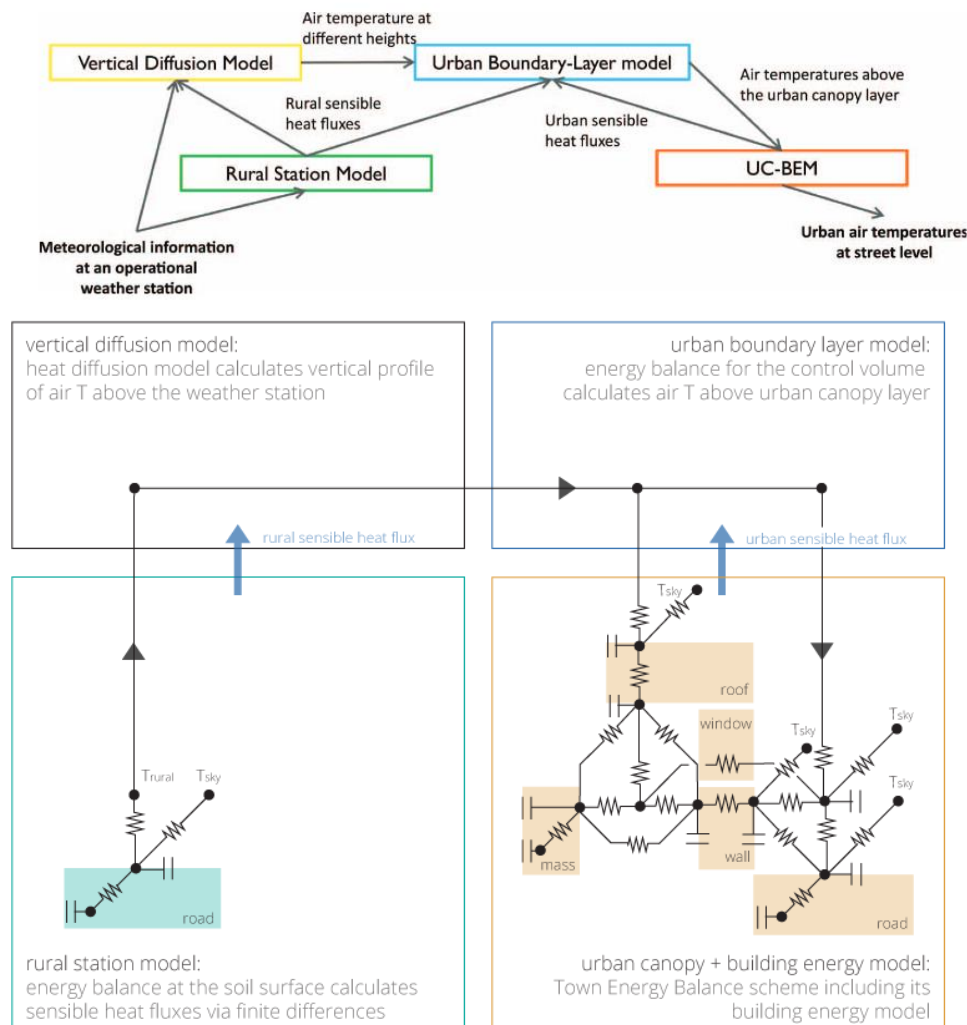 Air temperature at
different heights
Vertical Diffusion Model
Urban Boundary-Layer model
Air temperatures above
the urban canopy layer
Rural sensible
heat fluxes
Urban sensible
heat fluxes
Rural Station Model
UC-BEM
Meteorological information
at an operational
weather station
Urban air temperatures
at street level
vertical diffusion model:
heat diffusion model calculates vertical profile
of air T above the weather station
urban boundary layer model:
energy balance for the control volume
calculates air T above urban canopy layer
rural sensible heat flux
urban sensible heat flux
Tsky
roof
window
Tsky
Tsky
Tsky
Trural
Tsky
mass
wall
road
road
rural station model:
energy balance at the soil surface calculates
sensible heat fluxes via finite differences
urban canopy + building energy model:
Town Energy Balance scheme including its
building energy model